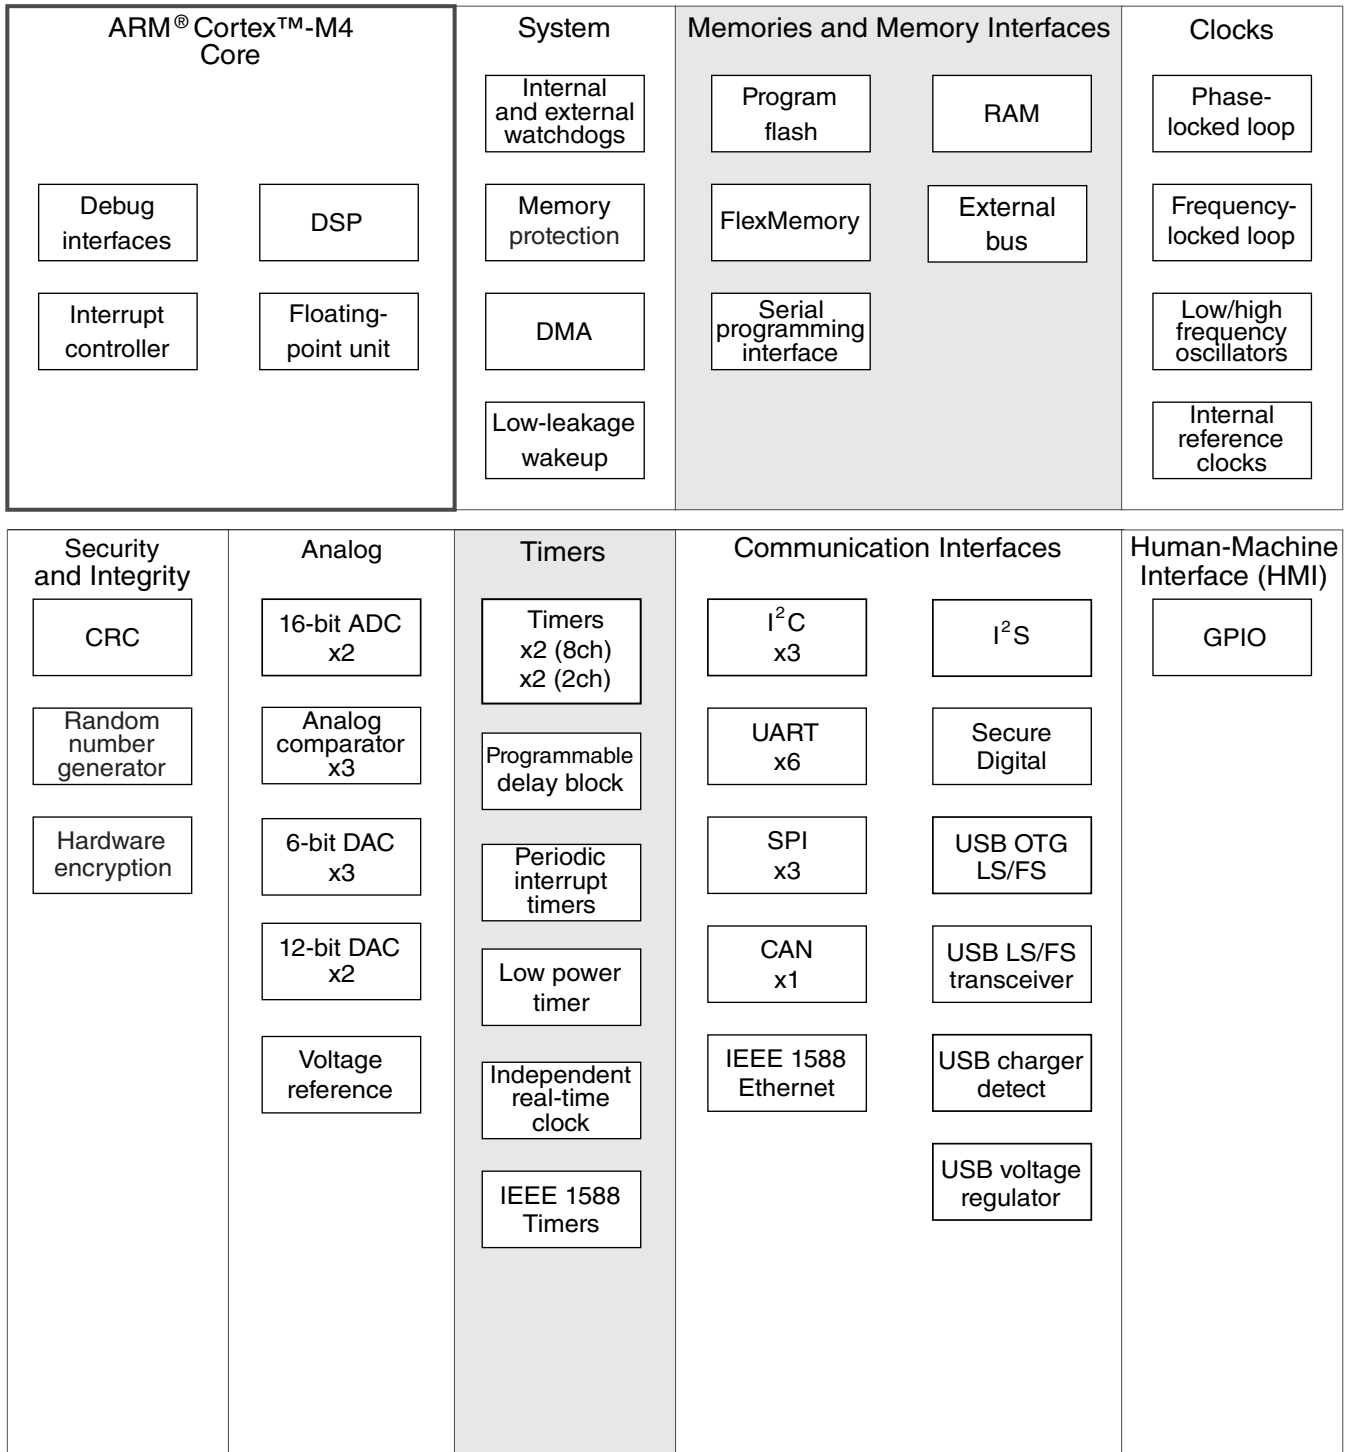 ARM® Cortex™-M4
Core
Debug
interfaces
DSP
Interrupt
controller
Floating-
point unit
System
Internal
and external
watchdogs
Memory
protection
DMA
Low-leakage
wakeup
Memories and Memory Interfaces
Program
flash
RAM
FlexMemory
External
bus
Serial
programming
interface
Clocks
Phase-
locked loop
Frequency-
locked loop
Low/high
frequency
oscillators
Internal
reference
clocks
Security
and Integrity
CRC
Random
number
generator
Hardware
encryption
Analog
16-bit ADC
x2
Analog
comparator
x3
6-bit DAC
x3
12-bit DAC
x2
Voltage
reference
Timers
Timers
x2 (8ch)
x2 (2ch)
Programmable
delay block
Periodic
interrupt
timers
Low power
timer
Independent
real-time
clock
IEEE 1588
Timers
Communication Interfaces
I²C
x3
I²S
UART
x6
Secure
Digital
SPI
x3
USB OTG
LS/FS
CAN
x1
USB LS/FS
transceiver
IEEE 1588
Ethernet
USB charger
detect
USB voltage
regulator
Human-Machine
Interface (HMI)
GPIO